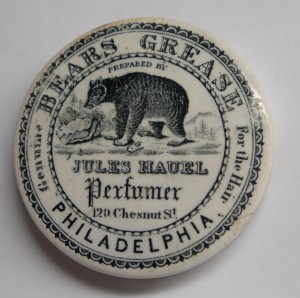 Genuine
BEARS GREASE
for the Hair
PREPARED BY
JULES HAUEL
Perfumer
120 Chesnut St
PHILADELPHIA.